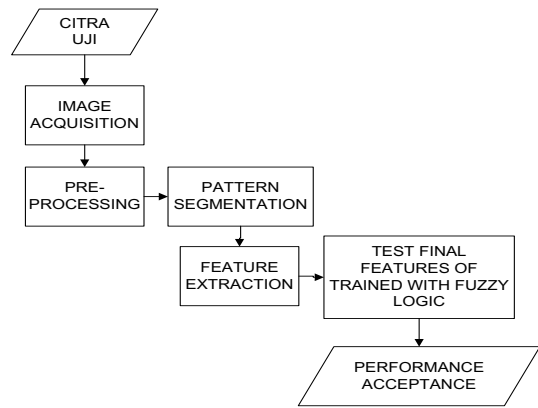 CITRA
UJI
IMAGE
ACQUISITION
PRE-
PROCESSING
PATTERN
SEGMENTATION
FEATURE
EXTRACTION
TEST FINAL
FEATURES OF
TRAINED WITH FUZZY
LOGIC
PERFORMANCE
ACCEPTANCE